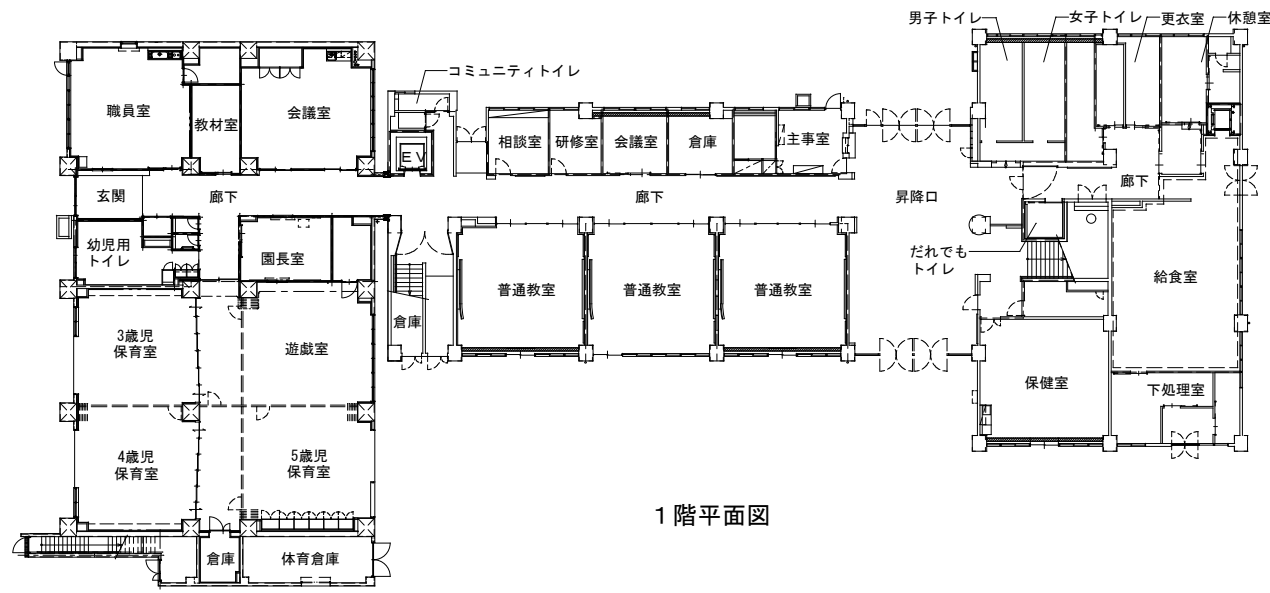 男子トイレ
女子トイレ
更衣室
休憩室
コミュニティトイレ
職員室
教材室
会議室
EV
相談室
研修室
会議室
倉庫
主事室
玄関
廊下
廊下
昇降口
廊下
幼児用
トイレ
園長室
だれでも
トイレ
給食室
倉庫
普通教室
普通教室
普通教室
3歳児
保育室
遊戯室
保健室
下処理室
4歳児
保育室
5歳児
保育室
1階平面図
倉庫
体育倉庫